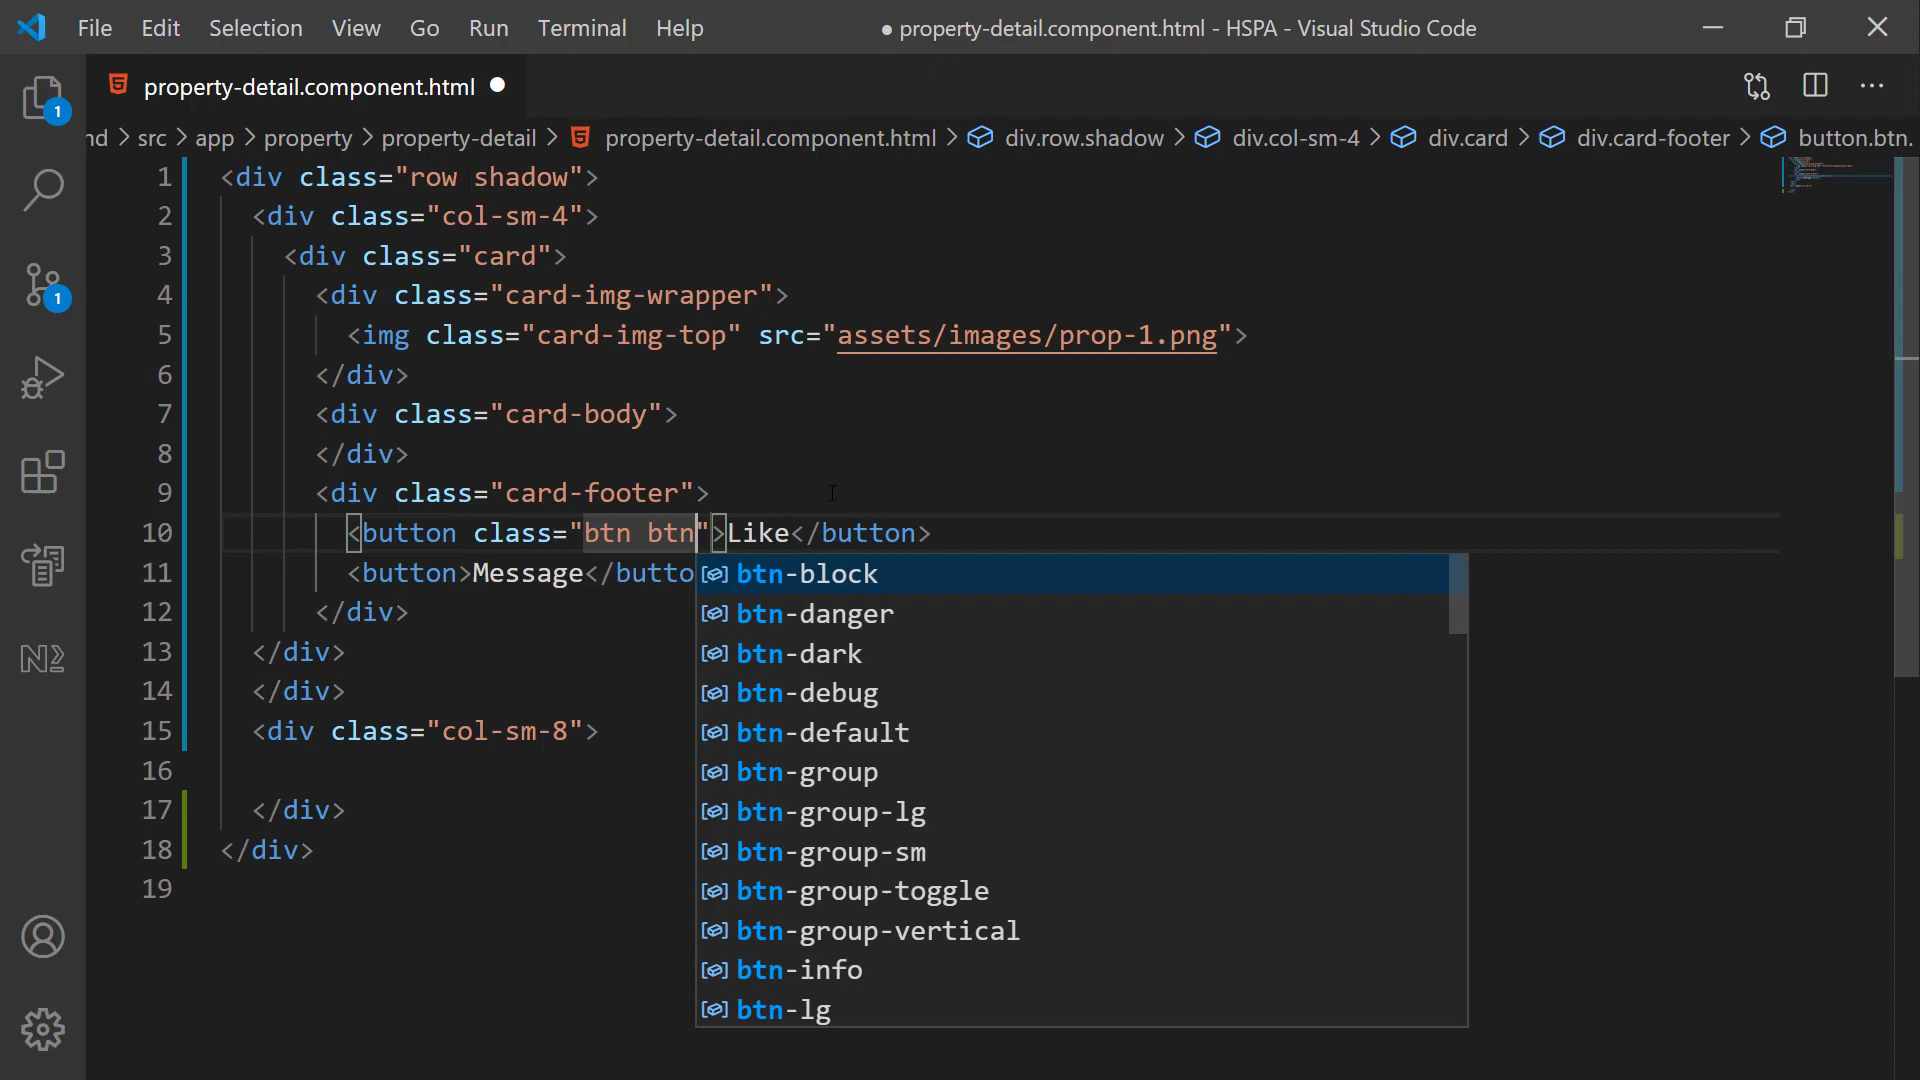 File Edit Selection View Go Run Terminal Help ● property-detail.component.html - HSPA - Visual Studio Code
property-detail.component.html
nd > src > app > property > property-detail > property-detail.component.html > div.row.shadow > div.col-sm-4 > div.card > div.card-footer > button.btn.
1
1
1 <div class="row shadow">
2 <div class="col-sm-4">
3 <div class="card">
4 <div class="card-img-wrapper">
5 <img class="card-img-top" src="assets/images/prop-1.png">
6 </div>
7 <div class="card-body">
8 </div>
9 <div class="card-footer">
10 <button class="btn btn">Like</button>
11 <button>Message</butto
12 </div>
13 </div>
14 </div>
15 <div class="col-sm-8">
16
17 </div>
18 </div>
19
btn-block
btn-danger
btn-dark
btn-debug
btn-default
btn-group
btn-group-lg
btn-group-sm
btn-group-toggle
btn-group-vertical
btn-info
btn-lg